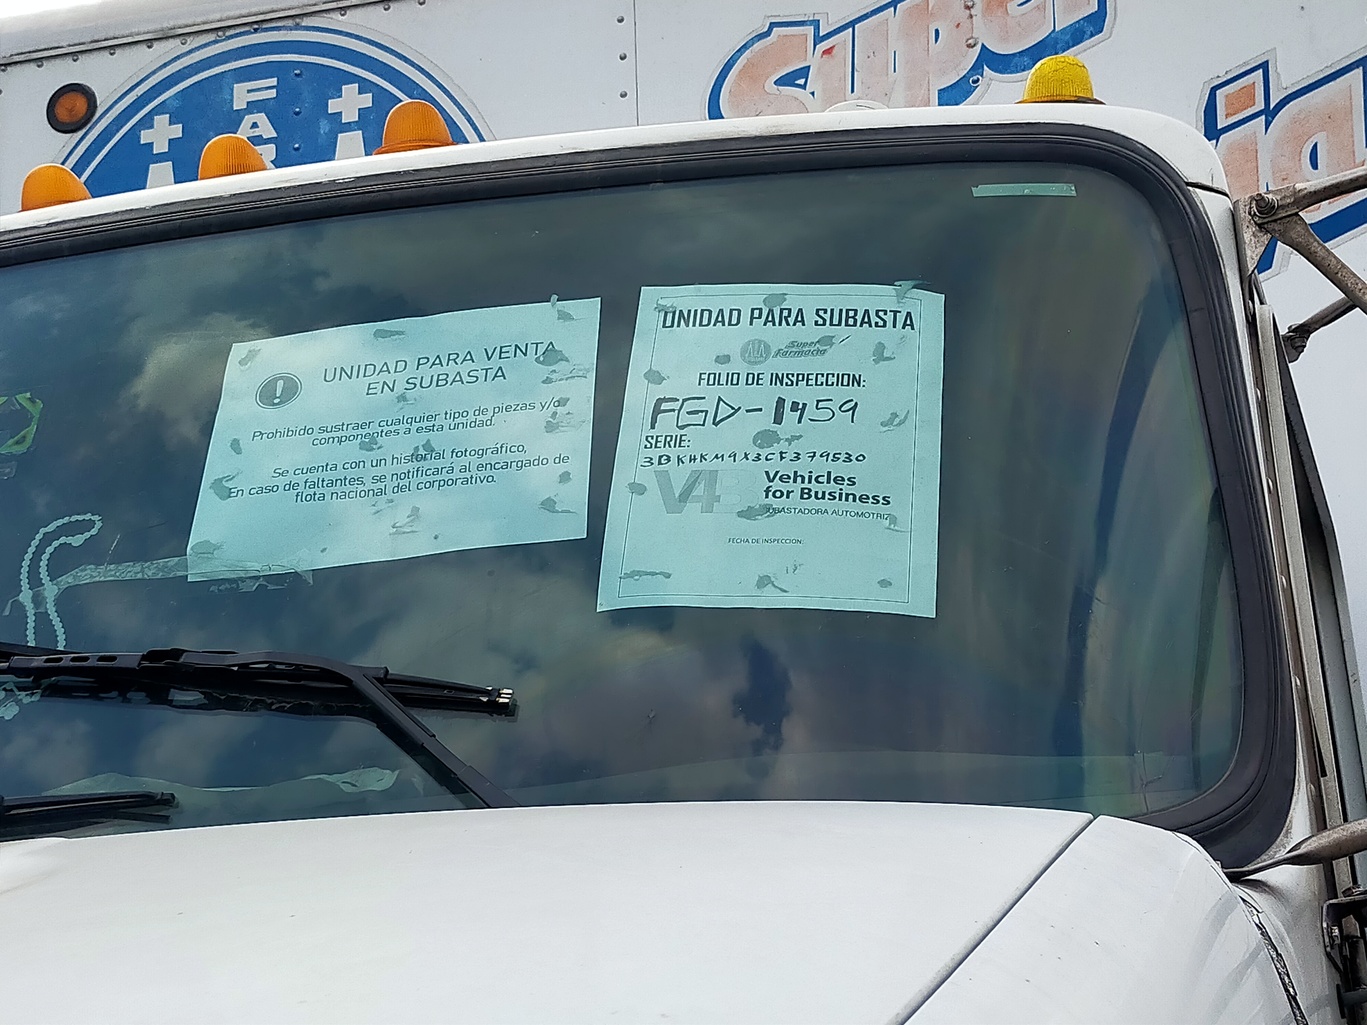 FAR
Super
UNIDAD PARA VENTA
EN SUBASTA
Prohibido sustraer cualquier tipo de piezas y/o
componentes a esta unidad.
Se cuenta con un historial fotográfico,
En caso de faltantes, se notificará al encargado de
flota nacional del corporativo.
UNIDAD PARA SUBASTA
Super
Farmacia
FOLIO DE INSPECCION:
FGD-1459
SERIE:
3BKHKM9X3CF379530
V4B
Vehicles
for Business
SUBASTADORA AUTOMOTRIZ
FECHA DE INSPECCION: